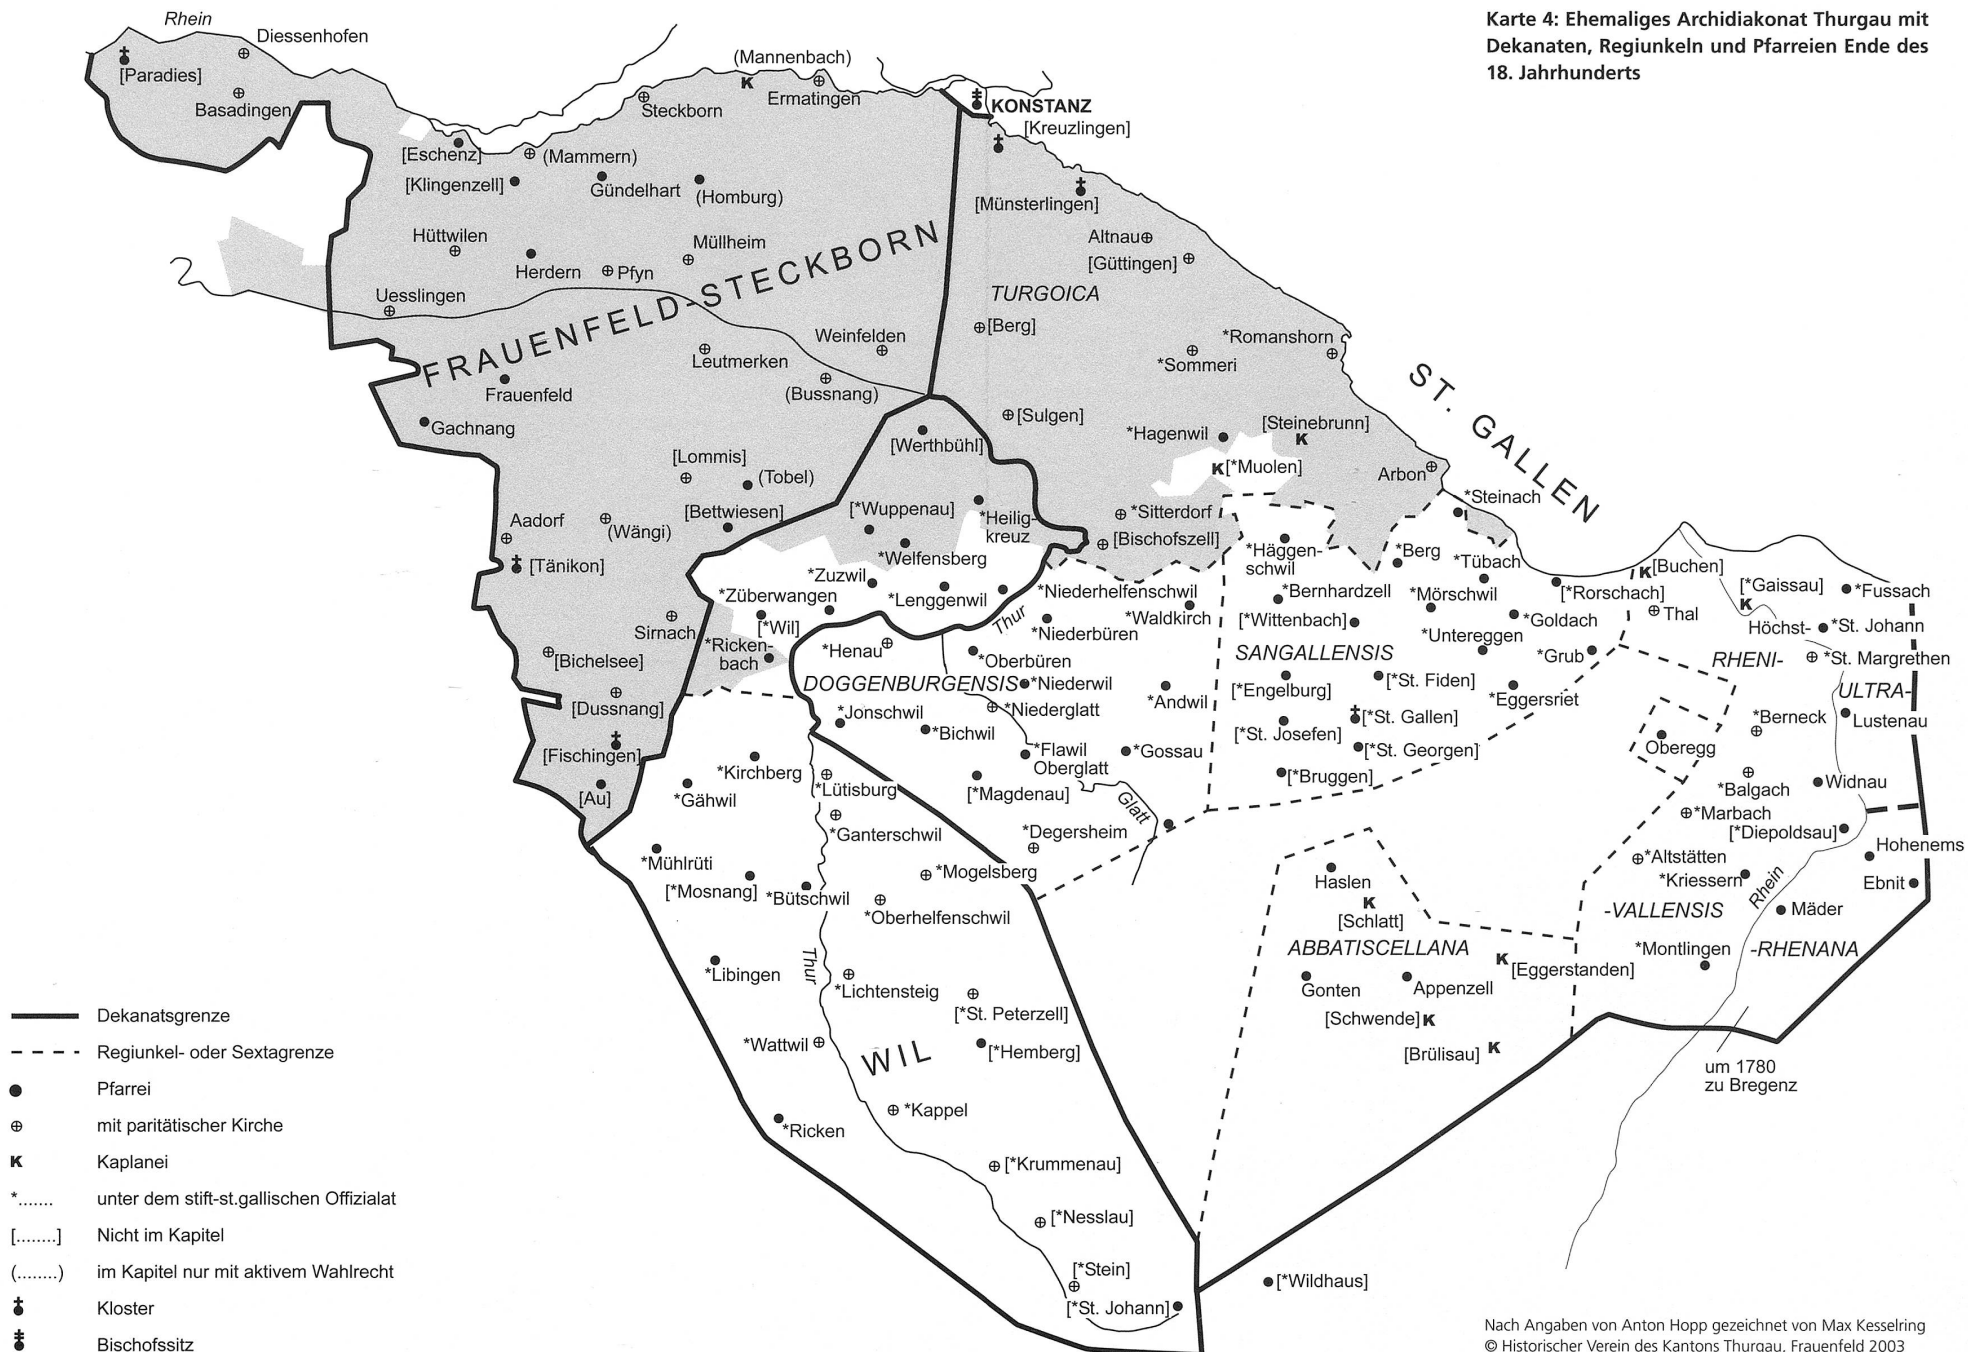 Karte 4: Ehemaliges Archidiakonat Thurgau mit
Dekanaten, Regiunkeln und Pfarreien Ende des
18. Jahrhunderts
Rhein
Diessenhofen
[Paradies]
Basadingen
(Mannenbach)
K
Ermatingen
Steckborn
KONSTANZ
[Kreuzlingen]
[Eschenz]
(Mammern)
[Klingenzell]
Gündelhart
(Homburg)
[Münsterlingen]
Hüttwilen
Müllheim
Altnau
[Güttingen]
Herdern
Pfyn
Uesslingen
FRAUENFELD-STECKBORN
TURGOICA
[Berg]
Weinfelden
Leutmerken
(Bussnang)
*Romanshorn
*Sommeri
Frauenfeld
Gachnang
ST. GALLEN
[Sulgen]
[Werthbühl]
*Hagenwil
[Steinebrunn]
K
K[*Muolen]
Arbon
[Lommis]
(Tobel)
[Bettwiesen]
Aadorf
(Wängi)
[Tänikon]
[*Wuppenau]
*Heilig-
kreuz
*Welfensberg
*Sitterdorf
[Bischofszell]
*Steinach
*Häggen-
schwil
*Berg
*Tübach
*Zuzwil
*Züberwangen
*Lenggenwil
*Niederhelfenschwil
*Waldkirch
*Bernhardzell
*Mörschwil
[*Rorschach]
K
[Buchen]
[*Gaissau]
K
*Fussach
Sirnach
[*Wil]
*Ricken-
bach
Thur
*Niederbüren
[*Wittenbach]
*Goldach
Thal
Höchst-
*St. Johann
*Untereggen
*Grub
[Bichelsee]
*Henau
*Oberbüren
SANGALLENSIS
RHENI-
*St. Margrethen
DOGGENBURGENSIS
*Niederwil
[*Engelburg]
[*St. Fiden]
*Eggersriet
ULTRA-
[Dussnang]
*Andwil
*Niederglatt
*Jonschwil
*Bichwil
[*St. Gallen]
[*St. Josefen]
*Berneck
Lustenau
[Fischingen]
*Flawil
Oberglatt
*Gossau
[*St. Georgen]
Oberegg
*Kirchberg
*Lütisburg
[*Magdenau]
[*Bruggen]
*Balgach
Widnau
[Au]
*Gähwil
Glatt
*Marbach
*Ganterschwil
*Degersheim
[*Diepoldsau]
Hohenems
*Mühlrüti
*Mogelsberg
*Altstätten
[*Mosnang]
*Bütschwil
Haslen
*Kriessern
Ebnit
*Oberhelfenschwil
K
[Schlatt]
-VALLENSIS
Rhein
Mäder
ABBATISCELLANA
*Montlingen
-RHENANA
*Libingen
Thur
*Lichtensteig
K
[Eggerstanden]
Gonten
Appenzell
[*St. Peterzell]
Dekanatsgrenze
[Schwende]K
*Wattwil
WIL
[*Hemberg]
[Brülisau]
K
Regiunkel- oder Sextagrenze
um 1780
zu Bregenz
Pfarrei
*Kappel
mit paritätischer Kirche
*Ricken
K
Kaplanei
[*Krummenau]
*.......
unter dem stift-st.gallischen Offizialat
[*Nesslau]
[........]
Nicht im Kapitel
(........)
im Kapitel nur mit aktivem Wahlrecht
[*Stein]
[*Wildhaus]
Kloster
[*St. Johann]
Bischofssitz
Nach Angaben von Anton Hopp gezeichnet von Max Kesselring
© Historischer Verein des Kantons Thurgau, Frauenfeld 2003